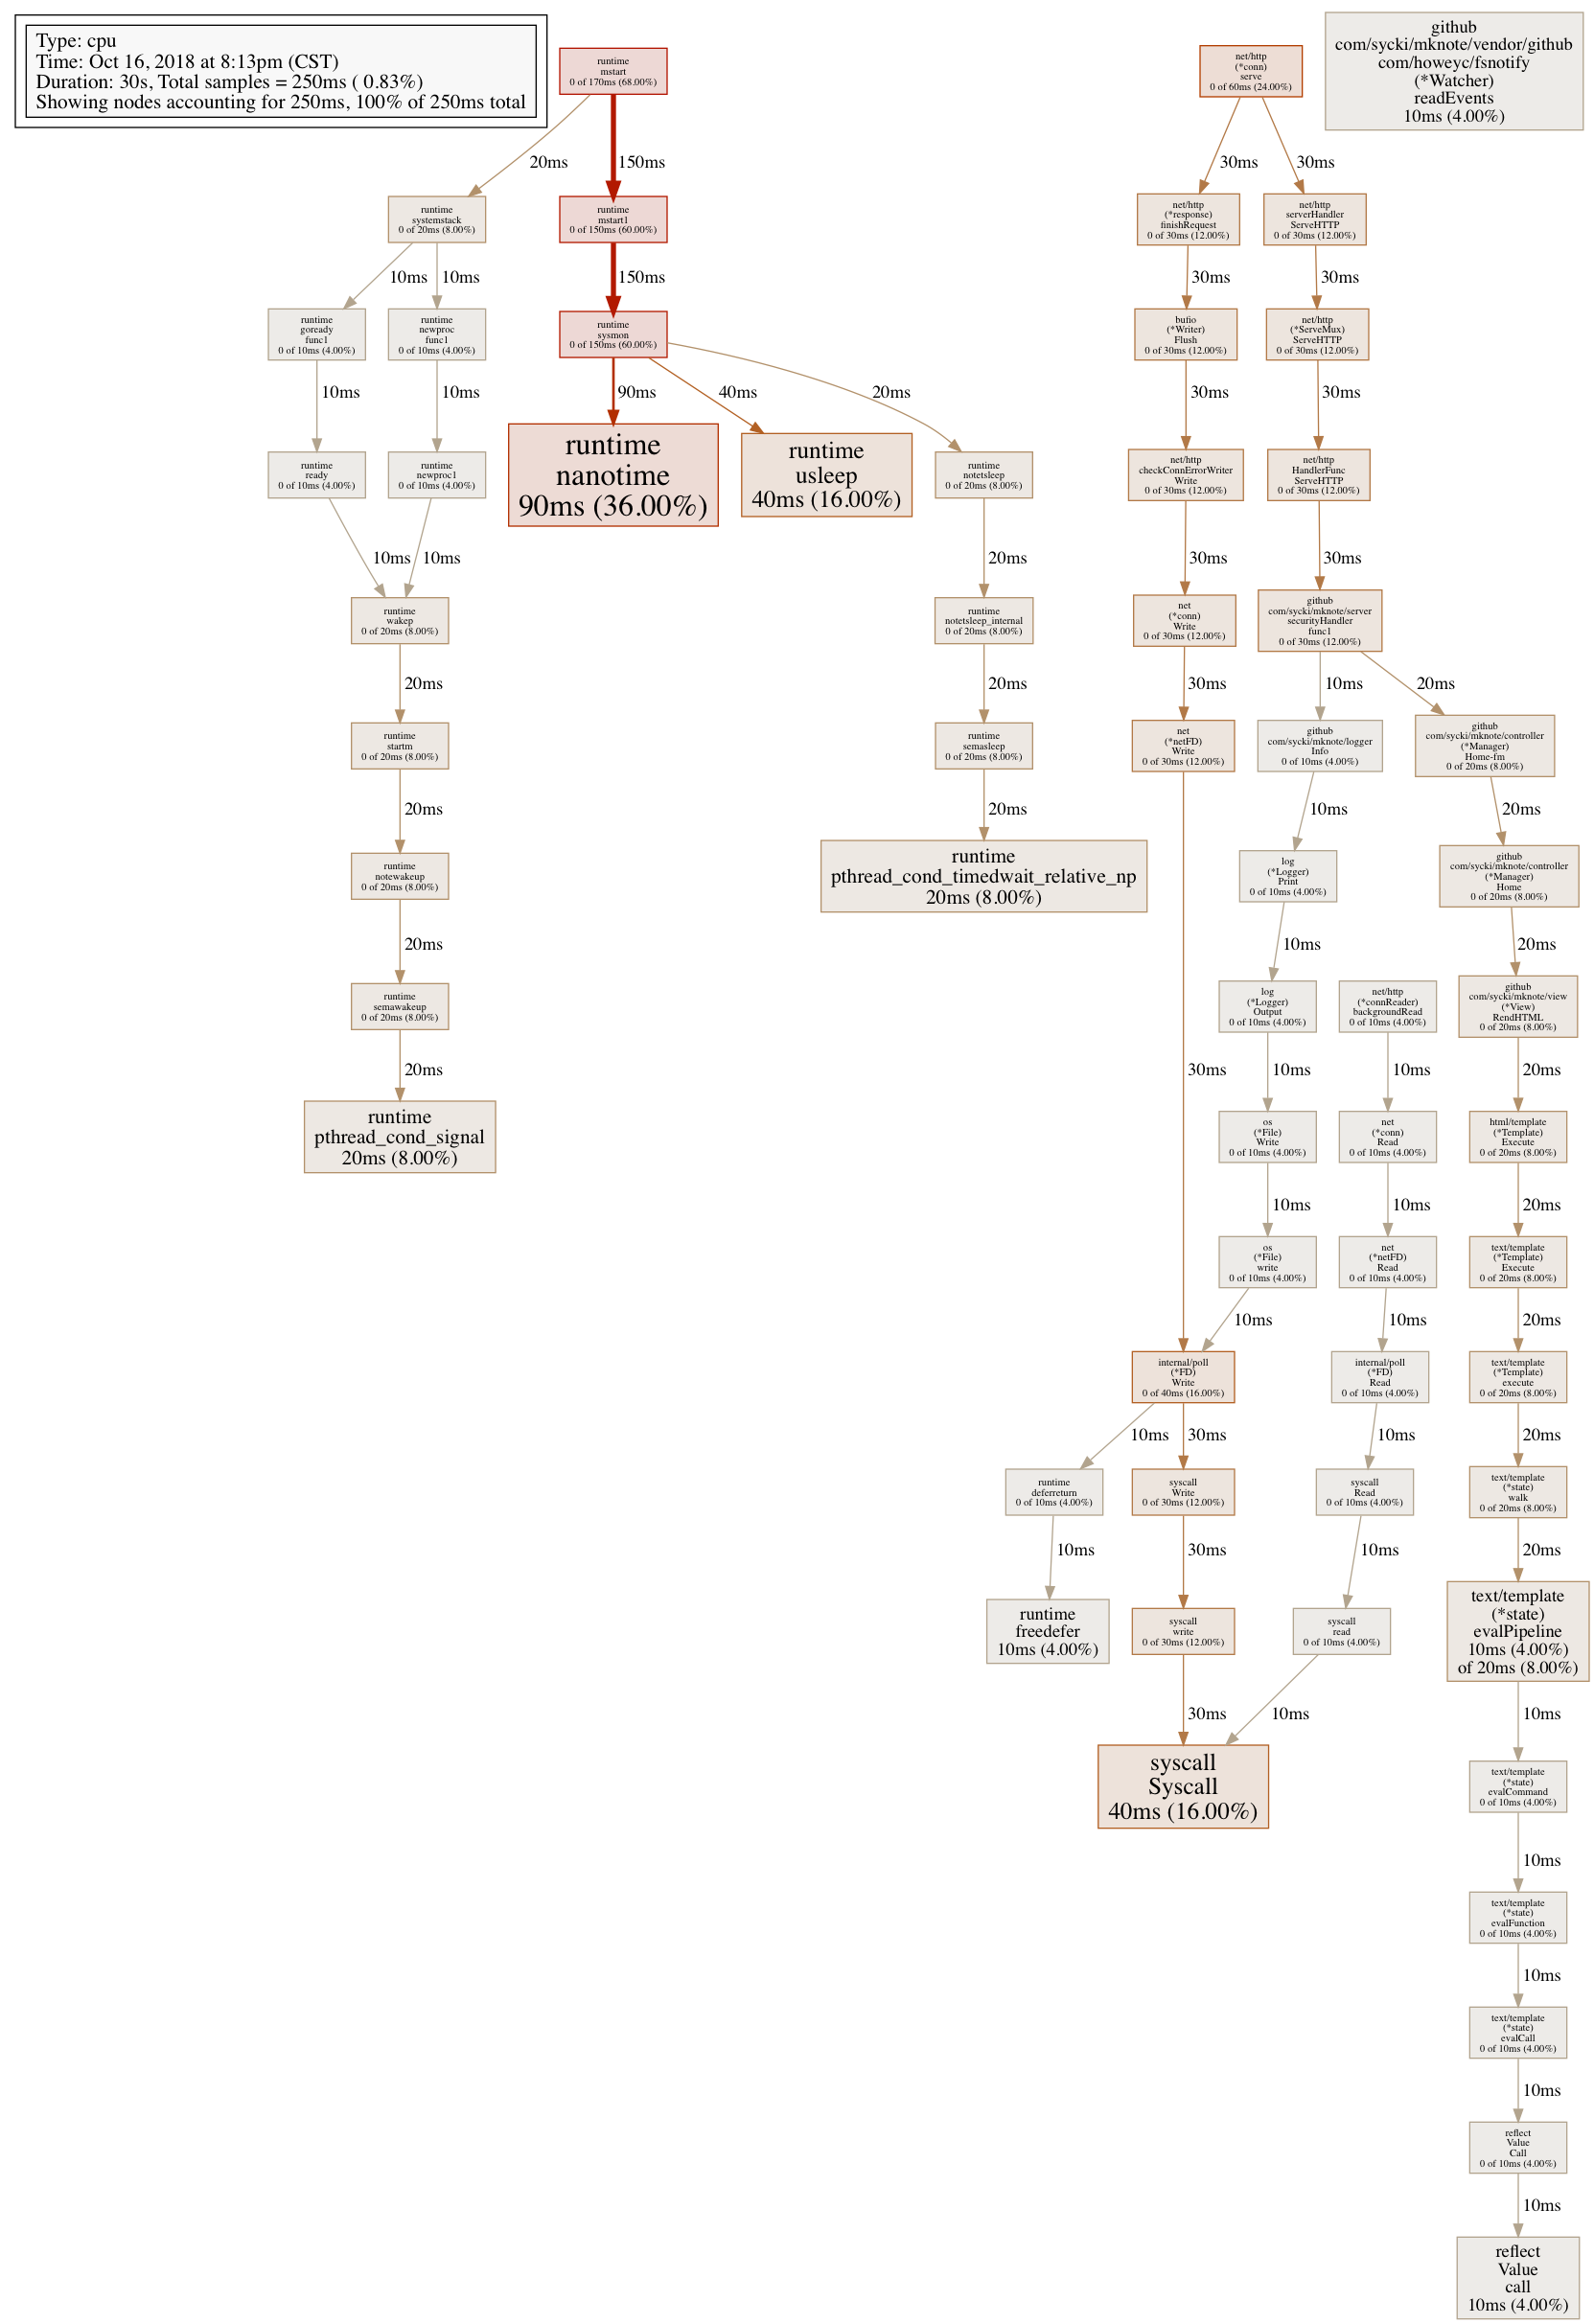 Type: cpu
Time: Oct 16, 2018 at 8:13pm (CST)
Duration: 30s, Total samples = 250ms ( 0.83%)
Showing nodes accounting for 250ms, 100% of 250ms total
runtime
mstart
0 of 170ms (68.00%)
net/http
(*conn)
serve
0 of 60ms (24.00%)
github
com/sycki/mknote/vendor/github
com/howeyc/fsnotify
(*Watcher)
readEvents
10ms (4.00%)
20ms
150ms
30ms
30ms
runtime
systemstack
0 of 20ms (8.00%)
runtime
mstart1
0 of 150ms (60.00%)
net/http
(*response)
finishRequest
0 of 30ms (12.00%)
net/http
serverHandler
ServeHTTP
0 of 30ms (12.00%)
10ms
10ms
150ms
30ms
30ms
runtime
goready
func1
0 of 10ms (4.00%)
runtime
newproc
func1
0 of 10ms (4.00%)
runtime
sysmon
0 of 150ms (60.00%)
bufio
(*Writer)
Flush
0 of 30ms (12.00%)
net/http
(*ServeMux)
ServeHTTP
0 of 30ms (12.00%)
10ms
10ms
90ms
40ms
20ms
30ms
30ms
runtime
ready
0 of 10ms (4.00%)
runtime
newproc1
0 of 10ms (4.00%)
runtime
nanotime
90ms (36.00%)
runtime
usleep
40ms (16.00%)
runtime
notetsleep
0 of 20ms (8.00%)
net/http
checkConnErrorWriter
Write
0 of 30ms (12.00%)
net/http
HandlerFunc
ServeHTTP
0 of 30ms (12.00%)
10ms
10ms
20ms
30ms
30ms
runtime
wakep
0 of 20ms (8.00%)
runtime
notetsleep_internal
0 of 20ms (8.00%)
net
(*conn)
Write
0 of 30ms (12.00%)
github
com/sycki/mknote/server
securityHandler
func1
0 of 30ms (12.00%)
20ms
20ms
30ms
10ms
20ms
runtime
startm
0 of 20ms (8.00%)
runtime
semasleep
0 of 20ms (8.00%)
net
(*netFD)
Write
0 of 30ms (12.00%)
github
com/sycki/mknote/logger
Info
0 of 10ms (4.00%)
github
com/sycki/mknote/controller
(*Manager)
Home-fm
0 of 20ms (8.00%)
20ms
20ms
10ms
20ms
runtime
notewakeup
0 of 20ms (8.00%)
runtime
pthread_cond_timedwait_relative_np
20ms (8.00%)
log
(*Logger)
Print
0 of 10ms (4.00%)
github
com/sycki/mknote/controller
(*Manager)
Home
0 of 20ms (8.00%)
20ms
10ms
20ms
runtime
semawakeup
0 of 20ms (8.00%)
log
(*Logger)
Output
0 of 10ms (4.00%)
net/http
(*connReader)
backgroundRead
0 of 10ms (4.00%)
github
com/sycki/mknote/view
(*View)
RendHTML
0 of 20ms (8.00%)
20ms
30ms
10ms
10ms
20ms
runtime
pthread_cond_signal
20ms (8.00%)
os
(*File)
Write
0 of 10ms (4.00%)
net
(*conn)
Read
0 of 10ms (4.00%)
html/template
(*Template)
Execute
0 of 20ms (8.00%)
10ms
10ms
20ms
os
(*File)
write
0 of 10ms (4.00%)
net
(*netFD)
Read
0 of 10ms (4.00%)
text/template
(*Template)
Execute
0 of 20ms (8.00%)
10ms
10ms
20ms
internal/poll
(*FD)
Write
0 of 40ms (16.00%)
internal/poll
(*FD)
Read
0 of 10ms (4.00%)
text/template
(*Template)
execute
0 of 20ms (8.00%)
10ms
30ms
10ms
20ms
runtime
deferreturn
0 of 10ms (4.00%)
syscall
Write
0 of 30ms (12.00%)
syscall
Read
0 of 10ms (4.00%)
text/template
(*state)
walk
0 of 20ms (8.00%)
10ms
30ms
10ms
20ms
runtime
freedefer
10ms (4.00%)
syscall
write
0 of 30ms (12.00%)
syscall
read
0 of 10ms (4.00%)
text/template
(*state)
evalPipeline
10ms (4.00%)
of 20ms (8.00%)
30ms
10ms
10ms
syscall
Syscall
40ms (16.00%)
text/template
(*state)
evalCommand
0 of 10ms (4.00%)
10ms
text/template
(*state)
evalFunction
0 of 10ms (4.00%)
10ms
text/template
(*state)
evalCall
0 of 10ms (4.00%)
10ms
reflect
Value
Call
0 of 10ms (4.00%)
10ms
reflect
Value
call
10ms (4.00%)